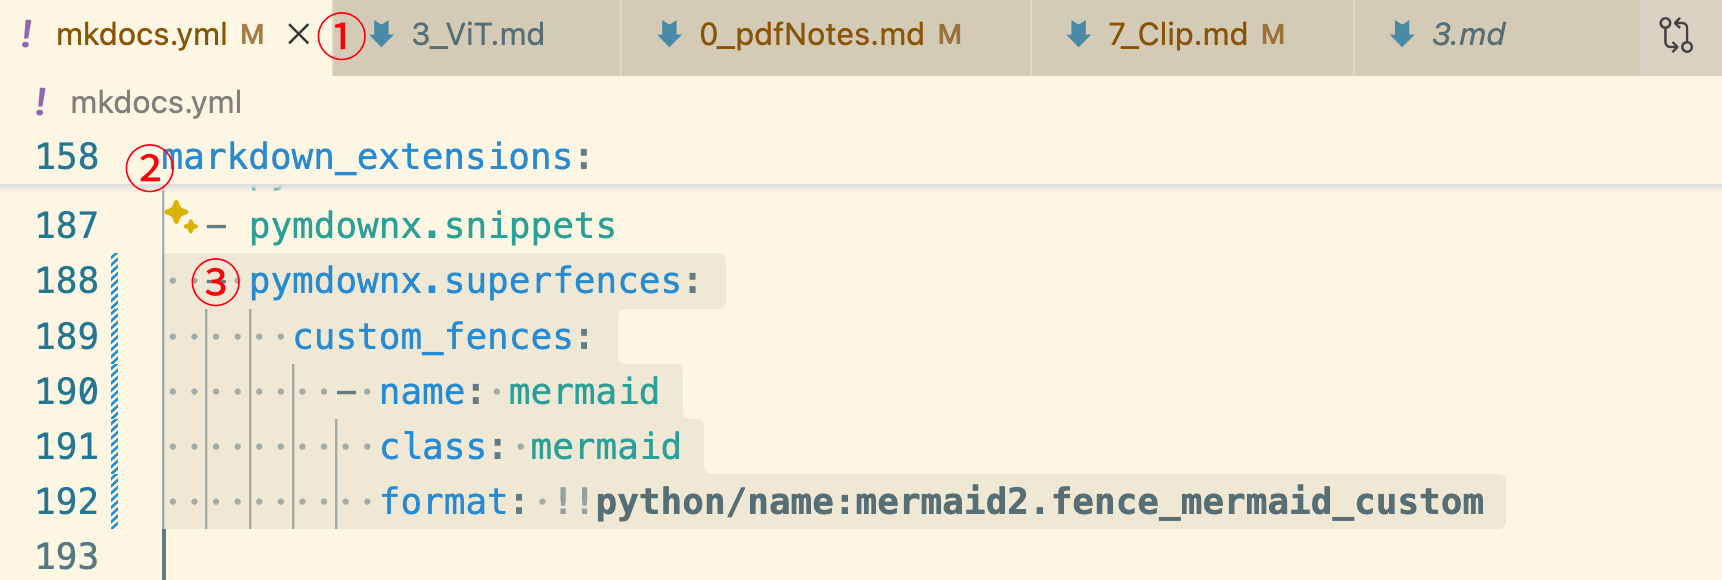 ! mkdocs.yml M × ① 3_ViT.md 0_pdfNotes.md M 7_Clip.md M 3.md
! mkdocs.yml
158 ② markdown_extensions:
187 - pymdownx.snippets
188 ③ pymdownx.superfences:
189 custom_fences:
190 - name: mermaid
191 class: mermaid
192 format: !!python/name:mermaid2.fence_mermaid_custom
193